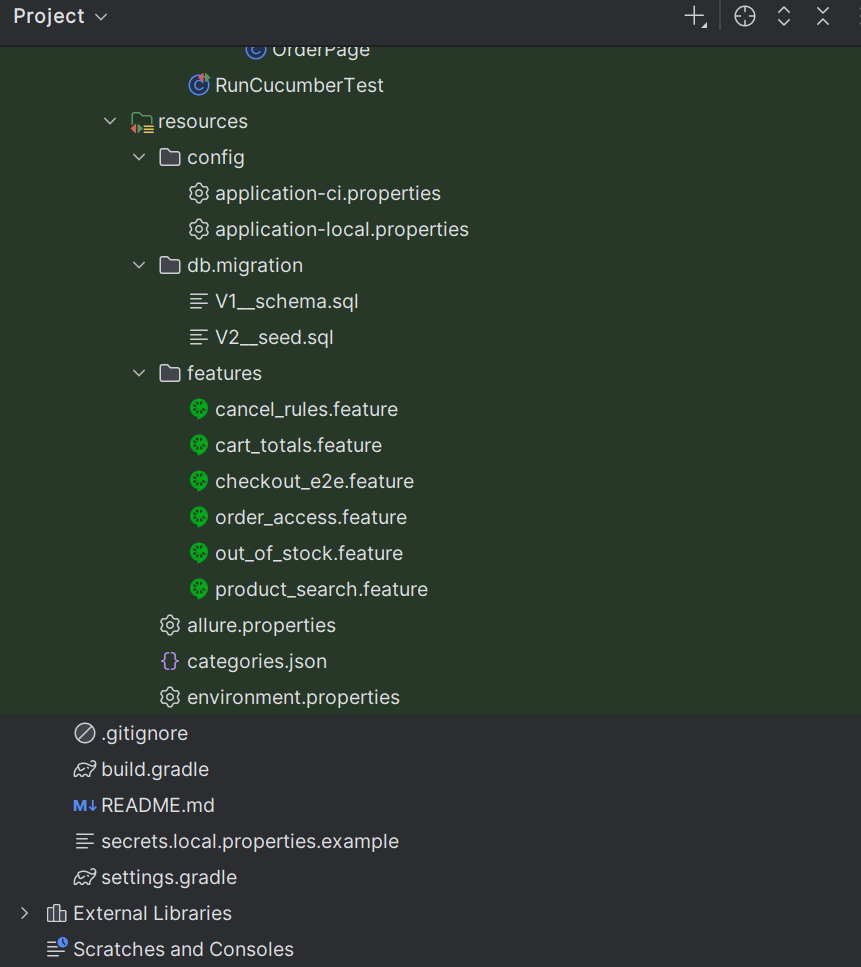 Project
OrderPage
RunCucumberTest
resources
config
application-ci.properties
application-local.properties
db.migration
V1__schema.sql
V2__seed.sql
features
cancel_rules.feature
cart_totals.feature
checkout_e2e.feature
order_access.feature
out_of_stock.feature
product_search.feature
allure.properties
categories.json
environment.properties
.gitignore
build.gradle
README.md
secrets.local.properties.example
settings.gradle
External Libraries
Scratches and Consoles